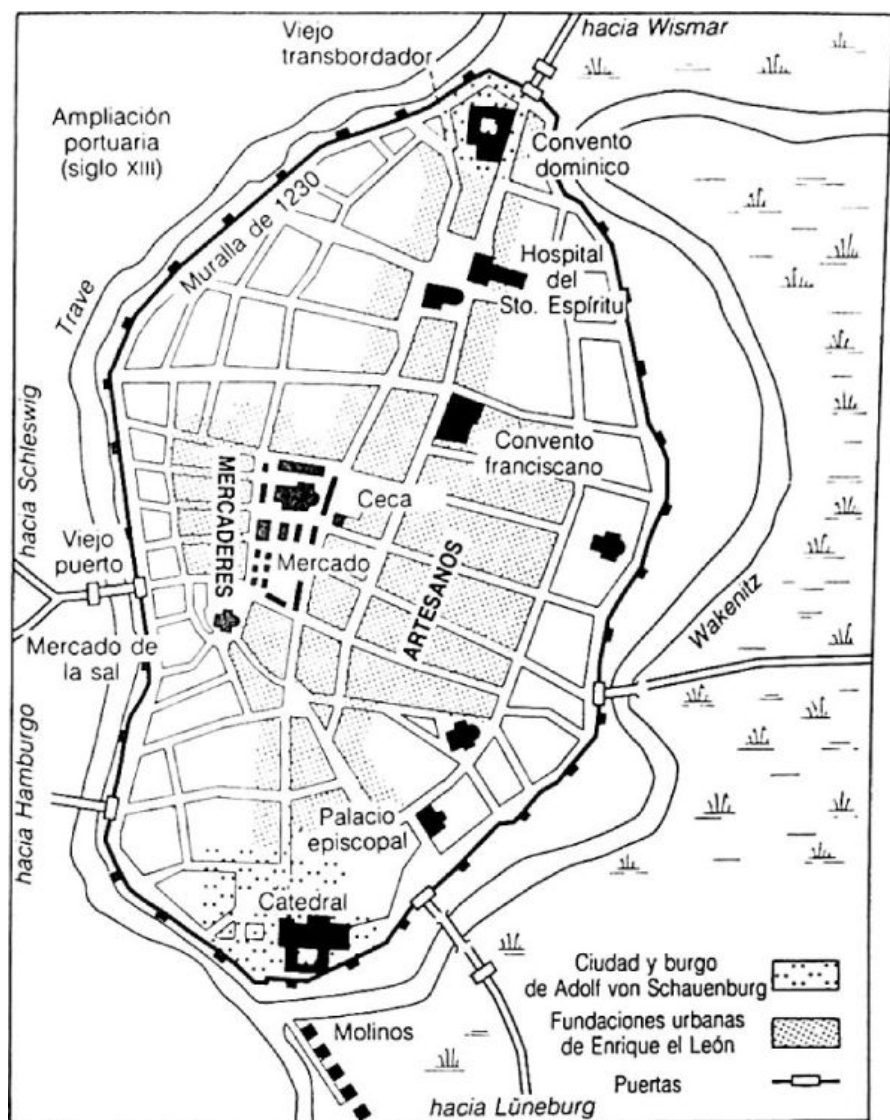 hacia Wismar
Viejo
transbordador
Ampliación
portuaria
(siglo XIII)
Convento
dominico
Muralla de 1230
Hospital
del
Sto. Espíritu
Trave
hacia Schleswig
Convento
franciscano
MERCADERES
Ceca
Viejo
puerto
Mercado
ARTESANOS
Wakenitz
Mercado de
la sal
hacia Hamburgo
Palacio
episcopal
Catedral
Ciudad y burgo
de Adolf von Schauenburg
Fundaciones urbanas
de Enrique el León
Molinos
Puertas
hacia Lüneburg